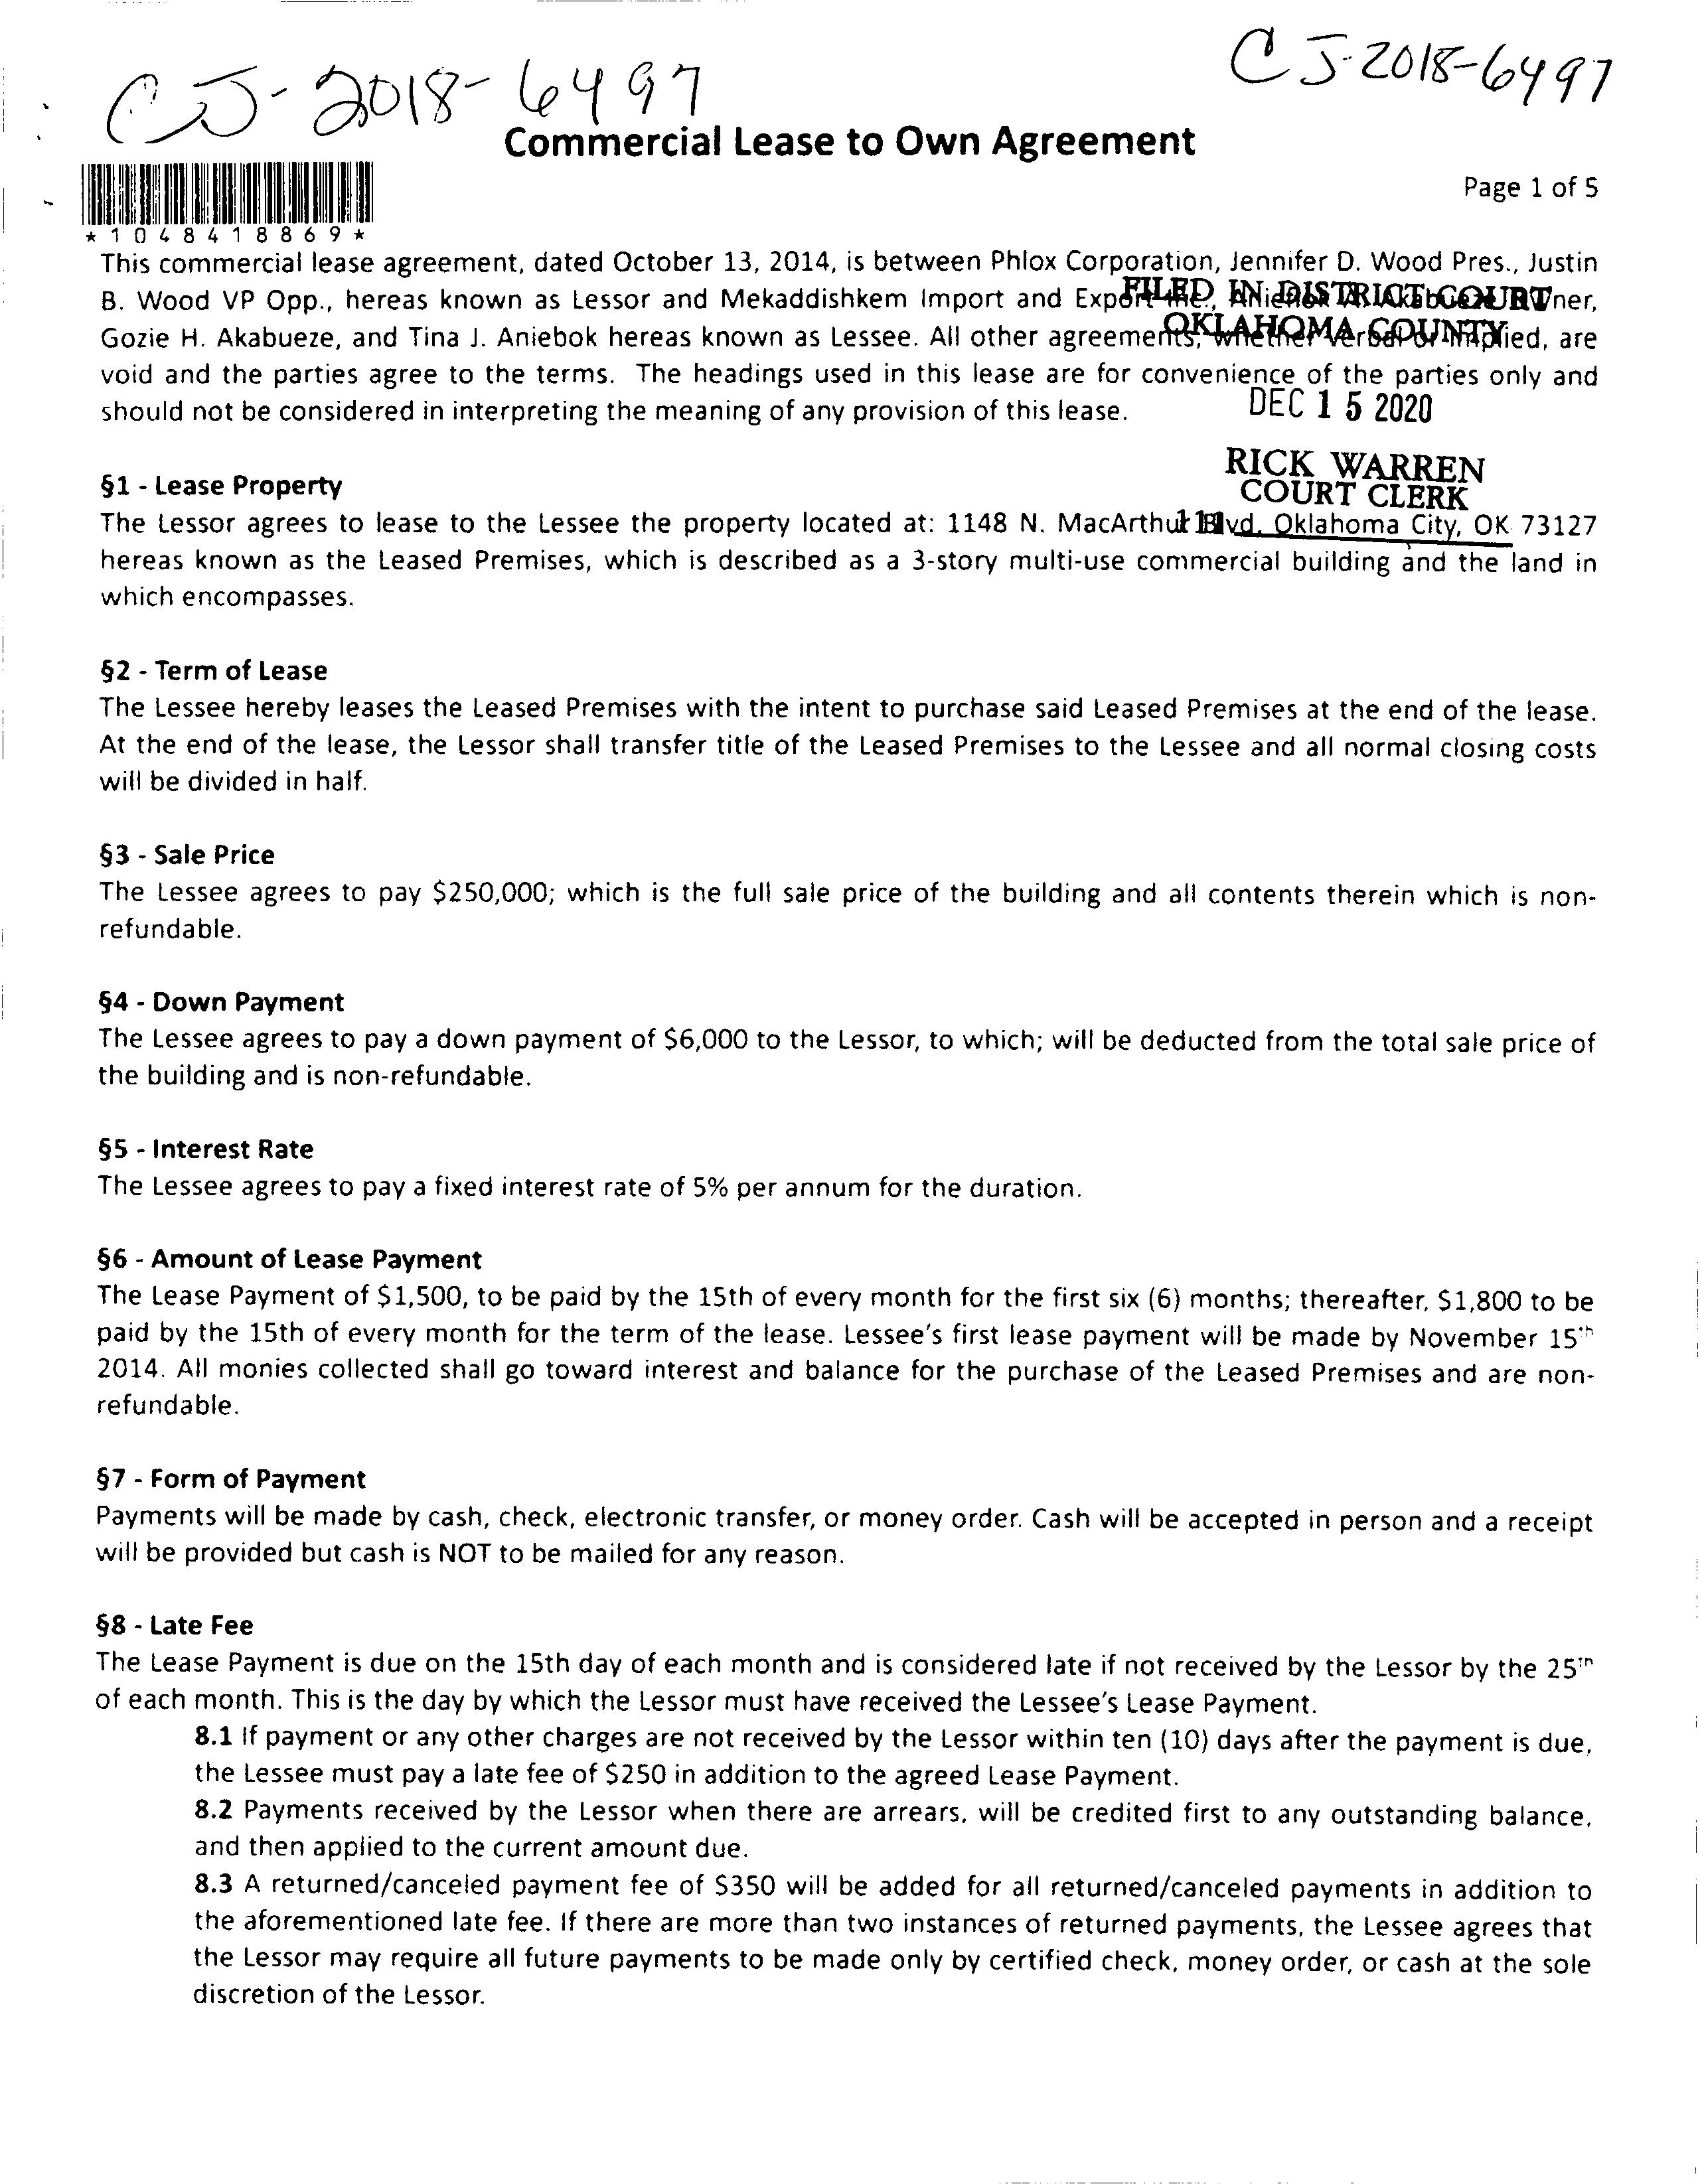 CJ-2018-6497
CJ-2018-6497
Commercial Lease to Own Agreement
Page 1 of 5
*1048418869*
This commercial lease agreement, dated October 13, 2014, is between Phlox Corporation, Jennifer D. Wood Pres., Justin
B. Wood VP Opp., hereas known as Lessor and Mekaddishkem Import and Export Inc.,
FILED IN DISTRICT COURT
Gozie H. Akabueze, and Tina J. Aniebok hereas known as Lessee. All other agreements, whether verbal or implied, are
OKLAHOMA COUNTY
void and the parties agree to the terms. The headings used in this lease are for convenience of the parties only and
should not be considered in interpreting the meaning of any provision of this lease.
DEC 15 2020
RICK WARREN
COURT CLERK
§1 - Lease Property
The Lessor agrees to lease to the Lessee the property located at: 1148 N. MacArthur Blvd, Oklahoma City, OK 73127
hereas known as the Leased Premises, which is described as a 3-story multi-use commercial building and the land in
which encompasses.
§2 - Term of Lease
The Lessee hereby leases the Leased Premises with the intent to purchase said Leased Premises at the end of the lease.
At the end of the lease, the Lessor shall transfer title of the Leased Premises to the Lessee and all normal closing costs
will be divided in half.
§3 - Sale Price
The Lessee agrees to pay $250,000; which is the full sale price of the building and all contents therein which is non-
refundable.
§4 - Down Payment
The Lessee agrees to pay a down payment of $6,000 to the Lessor, to which; will be deducted from the total sale price of
the building and is non-refundable.
§5 - Interest Rate
The Lessee agrees to pay a fixed interest rate of 5% per annum for the duration.
§6 - Amount of Lease Payment
The Lease Payment of $1,500, to be paid by the 15th of every month for the first six (6) months; thereafter, $1,800 to be
paid by the 15th of every month for the term of the lease. Lessee's first lease payment will be made by November 15th
2014. All monies collected shall go toward interest and balance for the purchase of the Leased Premises and are non-
refundable.
§7 - Form of Payment
Payments will be made by cash, check, electronic transfer, or money order. Cash will be accepted in person and a receipt
will be provided but cash is NOT to be mailed for any reason.
§8 - Late Fee
The Lease Payment is due on the 15th day of each month and is considered late if not received by the Lessor by the 25th
of each month. This is the day by which the Lessor must have received the Lessee's Lease Payment.
8.1 If payment or any other charges are not received by the Lessor within ten (10) days after the payment is due,
the Lessee must pay a late fee of $250 in addition to the agreed Lease Payment.
8.2 Payments received by the Lessor when there are arrears, will be credited first to any outstanding balance,
and then applied to the current amount due.
8.3 A returned/canceled payment fee of $350 will be added for all returned/canceled payments in addition to
the aforementioned late fee. If there are more than two instances of returned payments, the Lessee agrees that
the Lessor may require all future payments to be made only by certified check, money order, or cash at the sole
discretion of the Lessor.